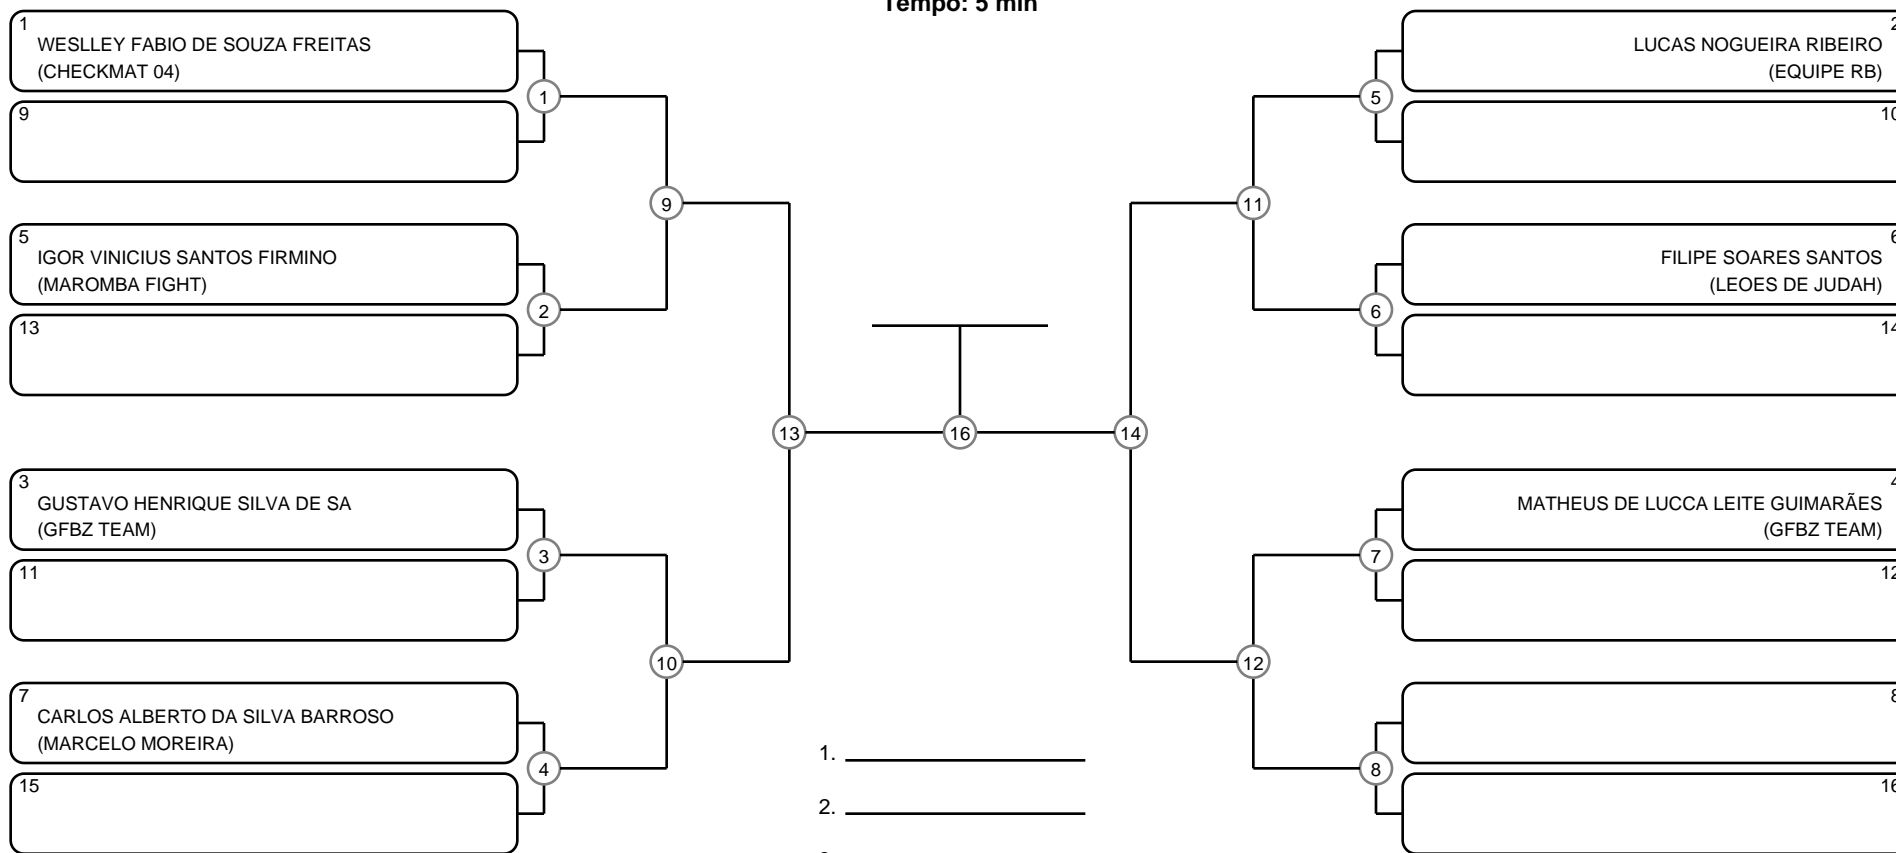 Tempo: 5 min
1
WESLLEY FABIO DE SOUZA FREITAS
(CHECKMAT 04)
9
1
5
IGOR VINICIUS SANTOS FIRMINO
(MAROMBA FIGHT)
13
2
9
3
GUSTAVO HENRIQUE SILVA DE SA
(GFBZ TEAM)
11
3
7
CARLOS ALBERTO DA SILVA BARROSO
(MARCELO MOREIRA)
15
4
10
13
16
14
2
LUCAS NOGUEIRA RIBEIRO
(EQUIPE RB)
10
5
11
6
FILIPE SOARES SANTOS
(LEOES DE JUDAH)
14
6
4
MATHEUS DE LUCCA LEITE GUIMARÃES
(GFBZ TEAM)
12
7
12
8
16
8
1.
2.